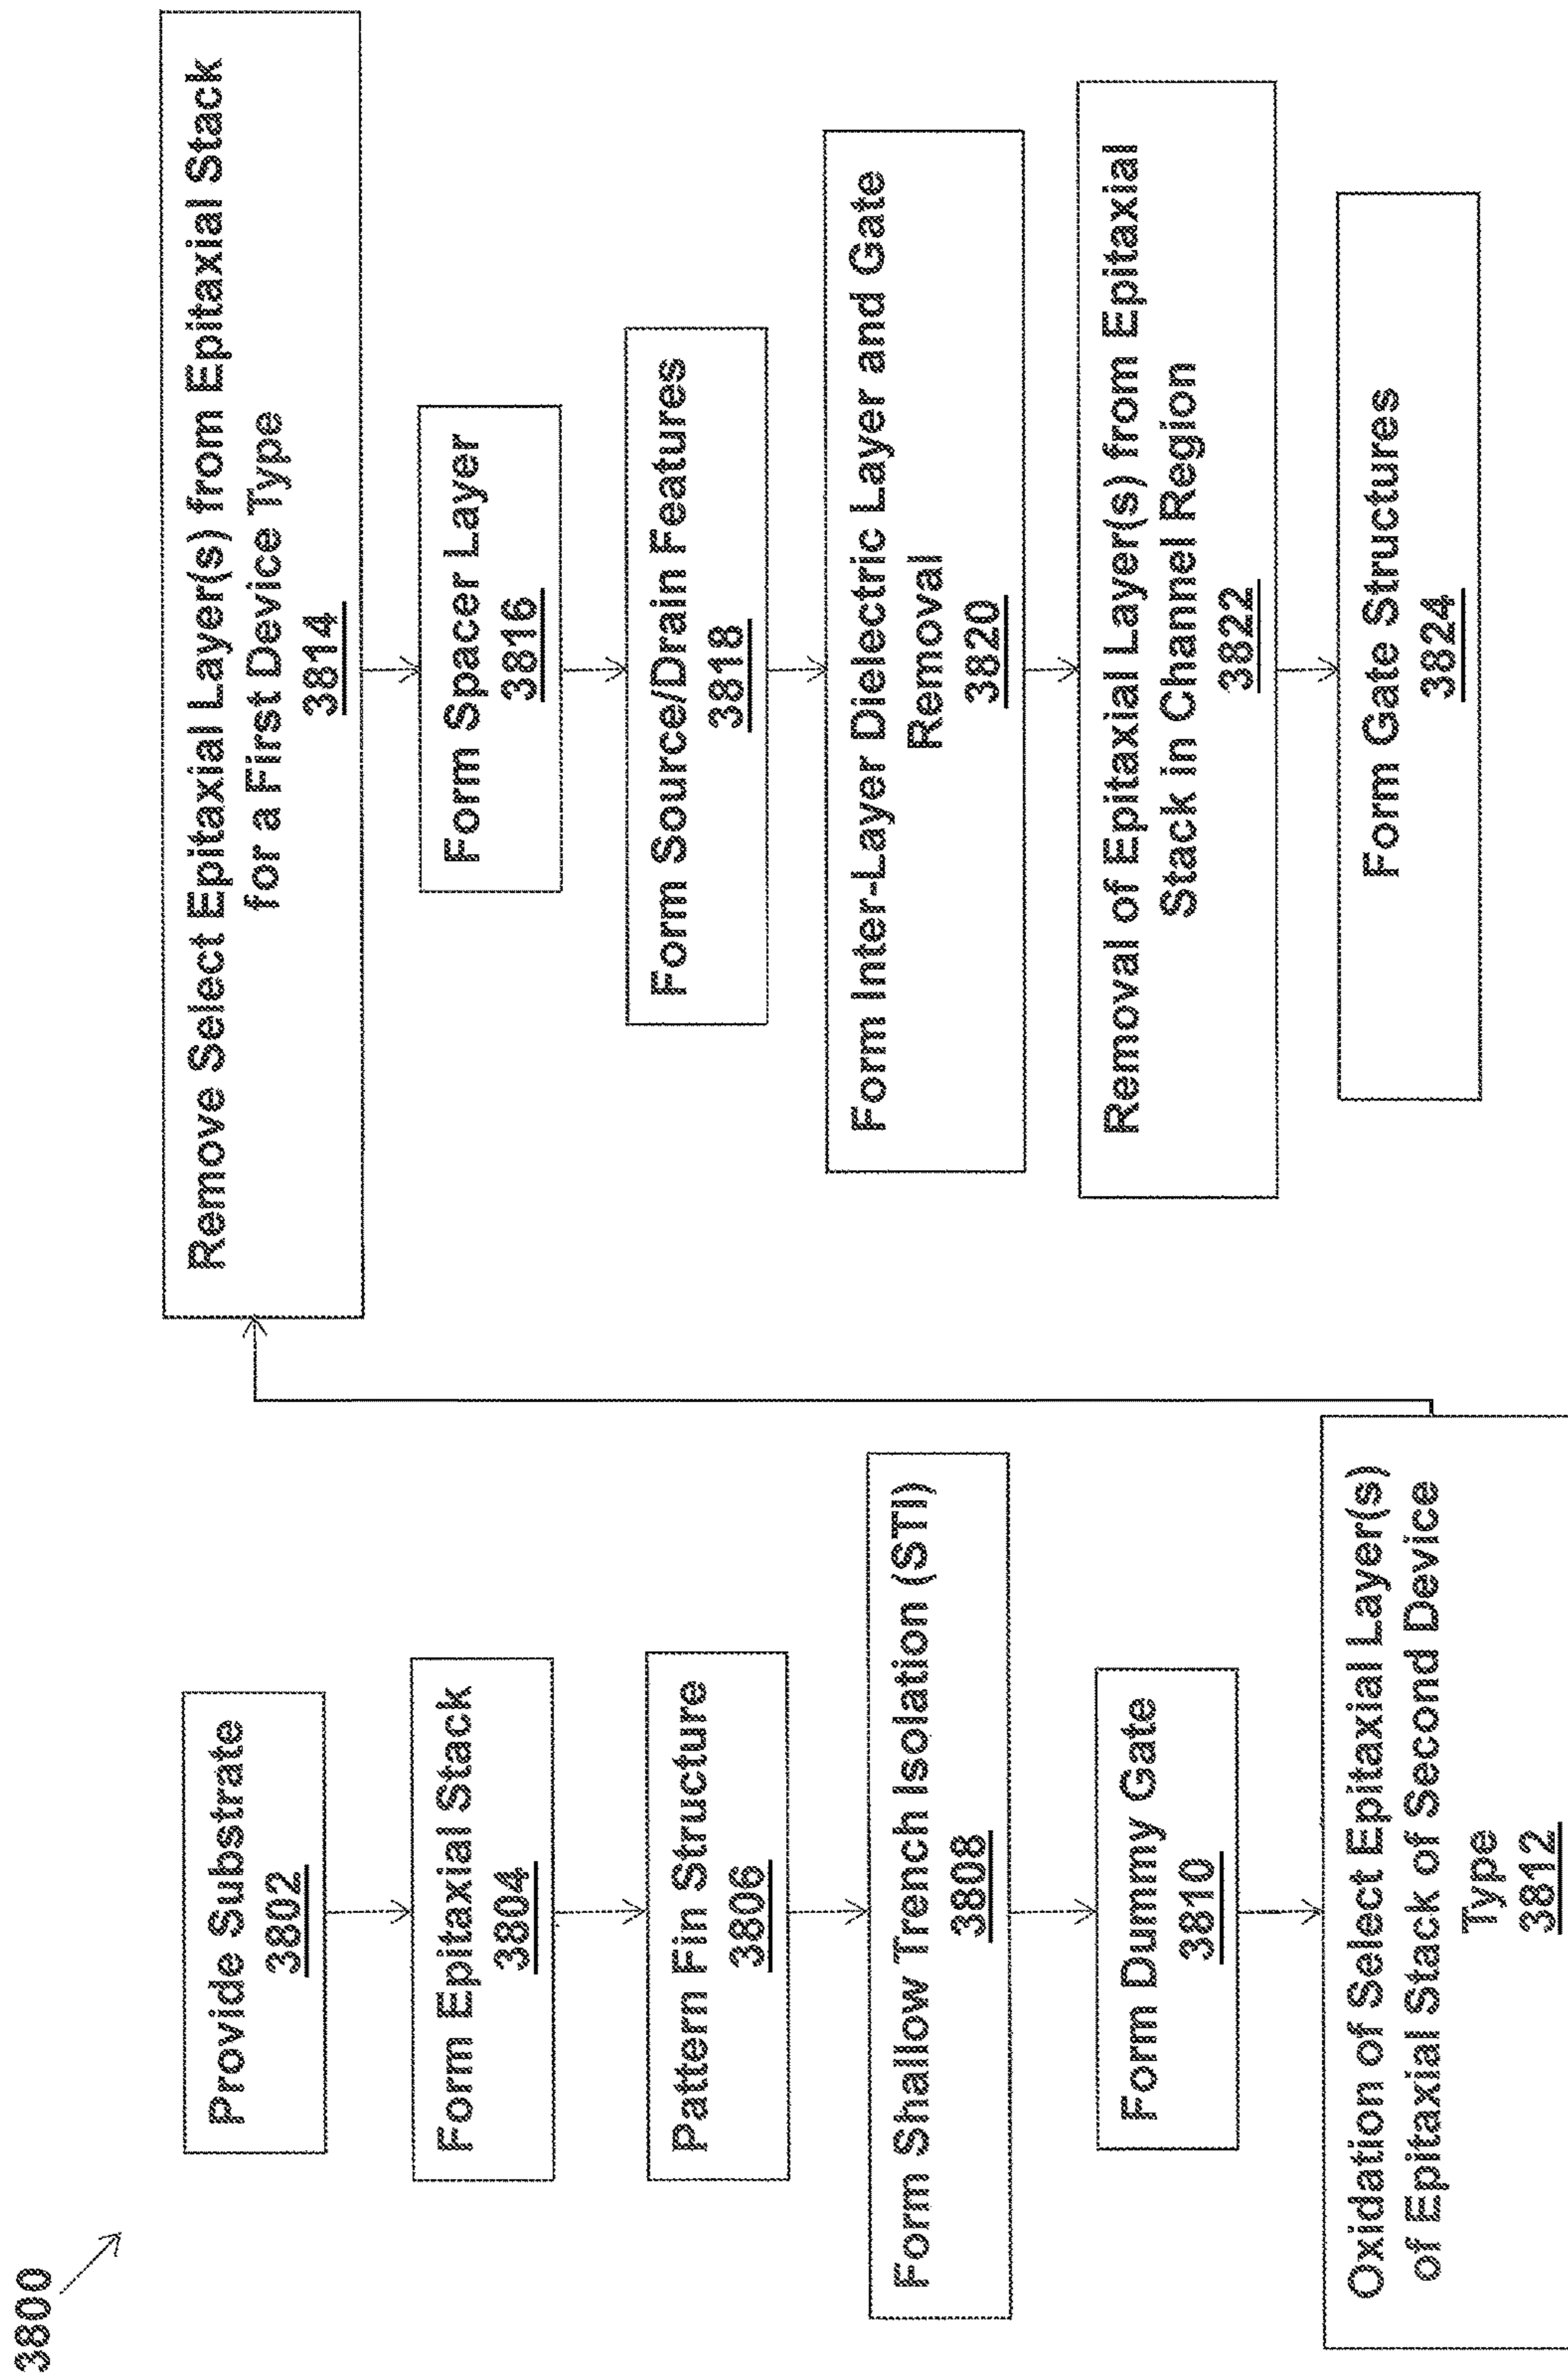 3800
Provide Substrate
3802
Form Epitaxial Stack
3804
Pattern Fin Structure
3806
Form Shallow Trench Isolation (STI)
3808
Form Dummy Gate
3810
Oxidation of Select Epitaxial Layer(s)
of Epitaxial Stack of Second Device
Type
3812
Remove Select Epitaxial Layer(s) from Epitaxial Stack
for a First Device Type
3814
Form Spacer Layer
3816
Form Source/Drain Features
3818
Form Inter-Layer Dielectric Layer and Gate
Removal
3820
Removal of Epitaxial Layer(s) from Epitaxial
Stack in Channel Region
3822
Form Gate Structures
3824